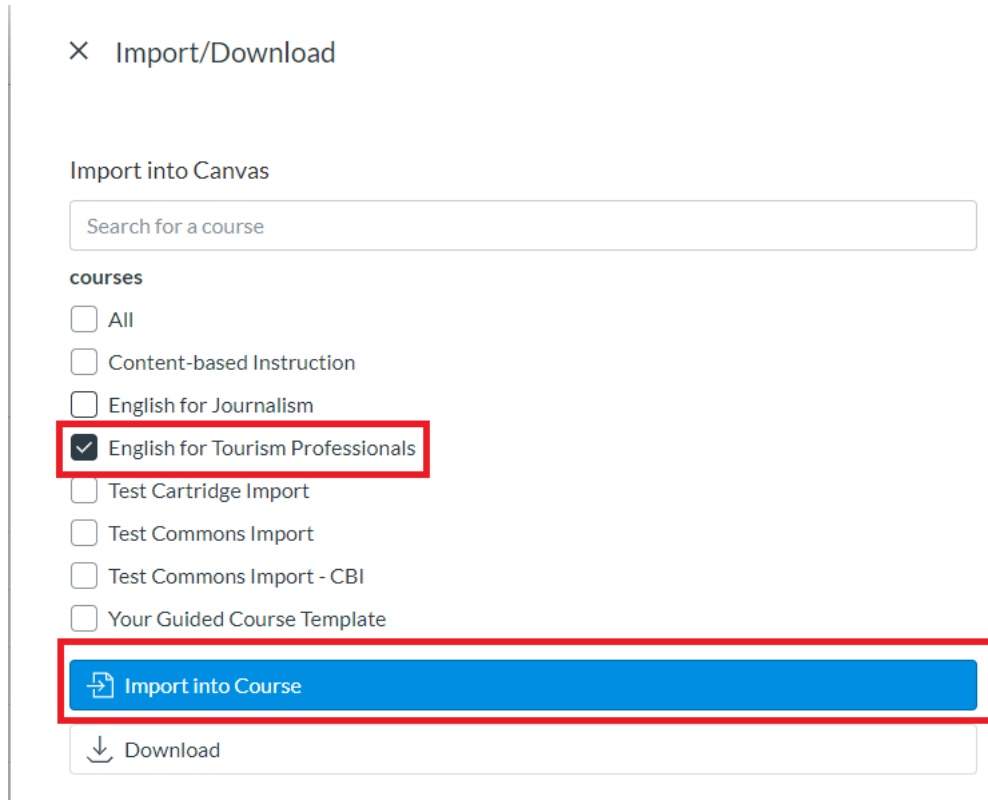 Import/Download
Import into Canvas
Search for a course
courses
All
Content-based Instruction
English for Journalism
English for Tourism Professionals
Test Cartridge Import
Test Commons Import
Test Commons Import - CBI
Your Guided Course Template
Import into Course
Download